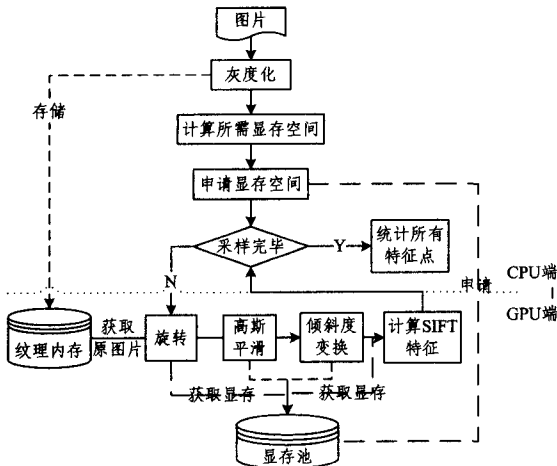 图片
灰度化
存储
计算所需显存空间
申请显存空间
采样完毕
Y
统计所有
特征点
N
申请
CPU端
GPU端
纹理内存
获取
原图片
旋转
高斯
平滑
倾斜度
变换
计算SIFT
特征
获取显存
获取显存
显存池